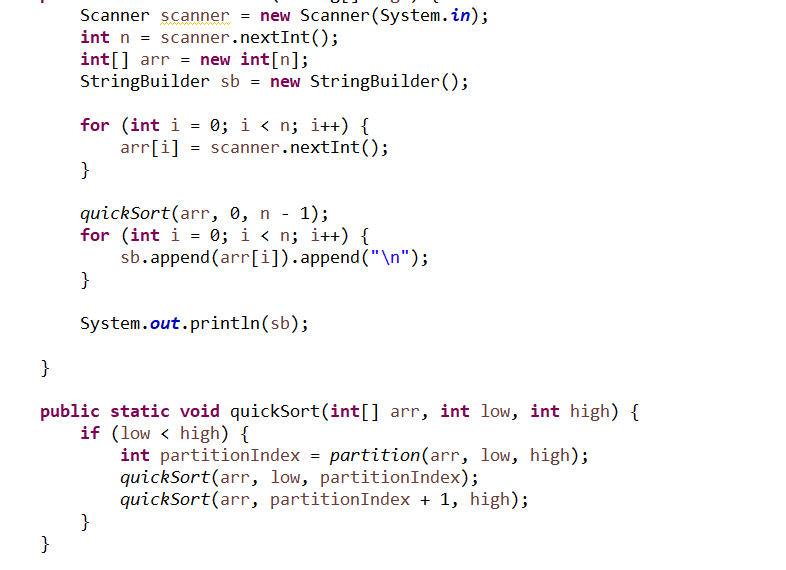 Scanner scanner = new Scanner(System.in);
int n = scanner.nextInt();
int[] arr = new int[n];
StringBuilder sb = new StringBuilder();
for (int i = 0; i < n; i++) {
arr[i] = scanner.nextInt();
}
quickSort(arr, 0, n - 1);
for (int i = 0; i < n; i++) {
sb.append(arr[i]).append("\n");
}
System.out.println(sb);
}
public static void quickSort(int[] arr, int low, int high) {
if (low < high) {
int partitionIndex = partition(arr, low, high);
quickSort(arr, low, partitionIndex);
quickSort(arr, partitionIndex + 1, high);
}
}